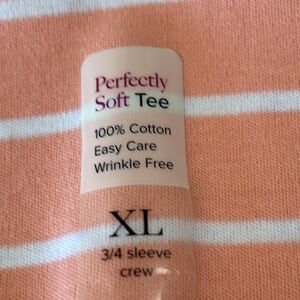 Perfectly
Soft Tee
100% Cotton
Easy Care
Wrinkle Free
XL
3/4 sleeve
crew